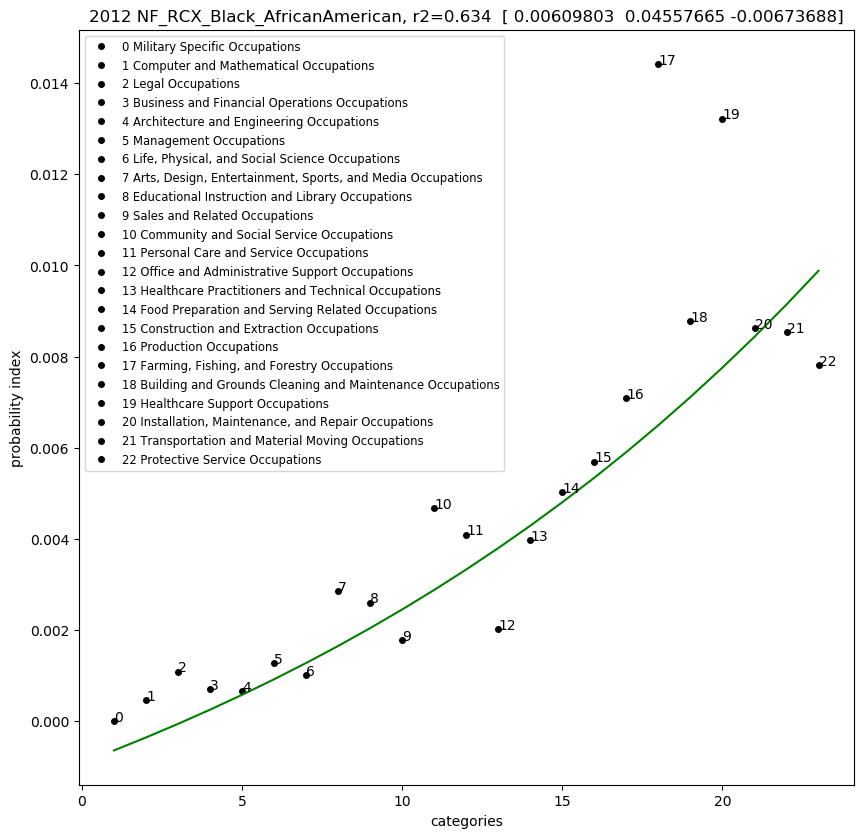 2012 NF_RCX_Black_AfricanAmerican, r2=0.634  [ 0.00609803  0.04557665 -0.00673688]
0 Military Specific Occupations
1 Computer and Mathematical Occupations
2 Legal Occupations
3 Business and Financial Operations Occupations
4 Architecture and Engineering Occupations
5 Management Occupations
6 Life, Physical, and Social Science Occupations
7 Arts, Design, Entertainment, Sports, and Media Occupations
8 Educational Instruction and Library Occupations
9 Sales and Related Occupations
10 Community and Social Service Occupations
11 Personal Care and Service Occupations
12 Office and Administrative Support Occupations
13 Healthcare Practitioners and Technical Occupations
14 Food Preparation and Serving Related Occupations
15 Construction and Extraction Occupations
16 Production Occupations
17 Farming, Fishing, and Forestry Occupations
18 Building and Grounds Cleaning and Maintenance Occupations
19 Healthcare Support Occupations
20 Installation, Maintenance, and Repair Occupations
21 Transportation and Material Moving Occupations
22 Protective Service Occupations
probability index
0.014
0.012
0.010
0.008
0.006
0.004
0.002
0.000
0
1
2
3
4
5
6
7
8
9
10
11
12
13
14
15
16
17
18
19
20
21
22
0
5
10
15
20
categories